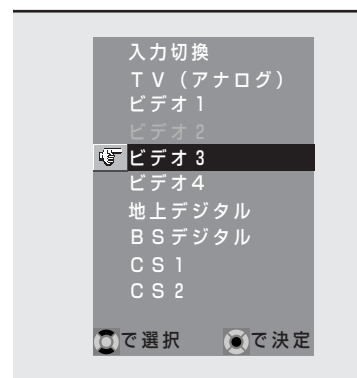 入力切換
ＴＶ（アナログ）
ビデオ１
ビデオ２
ビデオ３
ビデオ４
地上デジタル
ＢＳデジタル
ＣＳ１
ＣＳ２
で選択 で決定